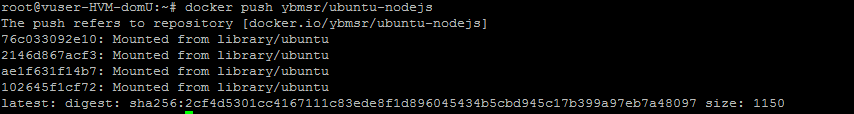 root@vuser-HVM-domU:~# docker push ybmsr/ubuntu-nodejs
The push refers to repository [docker.io/ybmsr/ubuntu-nodejs]
76c033092e10: Mounted from library/ubuntu
2146d867acf3: Mounted from library/ubuntu
ae1f631f14b7: Mounted from library/ubuntu
102645f1cf72: Mounted from library/ubuntu
latest: digest: sha256:2cf4d5301cc4167111c83ede8f1d896045434b5cbd945c17b399a97eb7a48097 size: 1150